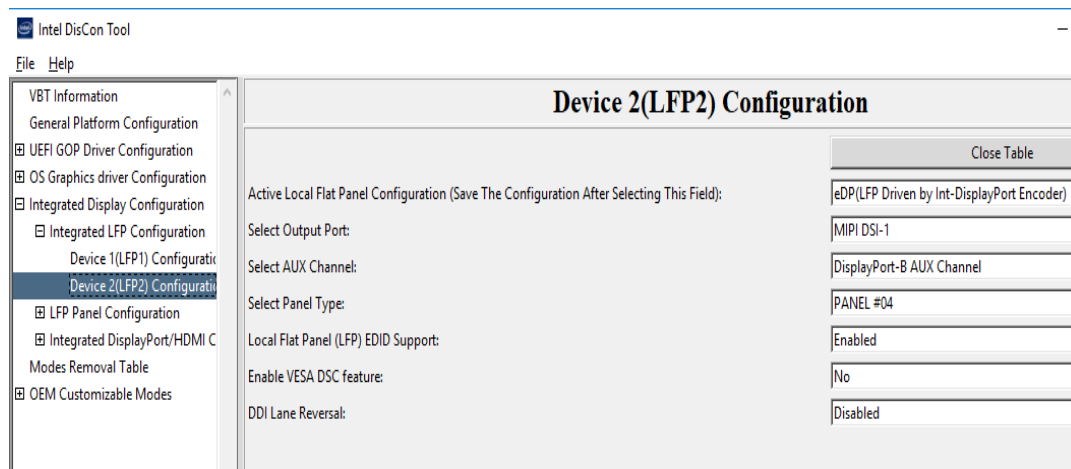 Intel DisCon Tool
File Help
VBT Information
General Platform Configuration
UEFI GOP Driver Configuration
OS Graphics driver Configuration
Integrated Display Configuration
Integrated LFP Configuration
Device 1(LFP1) Configuratic
Device 2(LFP2) Configuratic
LFP Panel Configuration
Integrated DisplayPort/HDMI C
Modes Removal Table
OEM Customizable Modes
Device 2(LFP2) Configuration
Close Table
Active Local Flat Panel Configuration (Save The Configuration After Selecting This Field): eDP(LFP Driven by Int-DisplayPort Encoder)
Select Output Port: MIPI DSI-1
Select AUX Channel: DisplayPort-B AUX Channel
Select Panel Type: PANEL #04
Local Flat Panel (LFP) EDID Support: Enabled
Enable VESA DSC feature: No
DDI Lane Reversal: Disabled